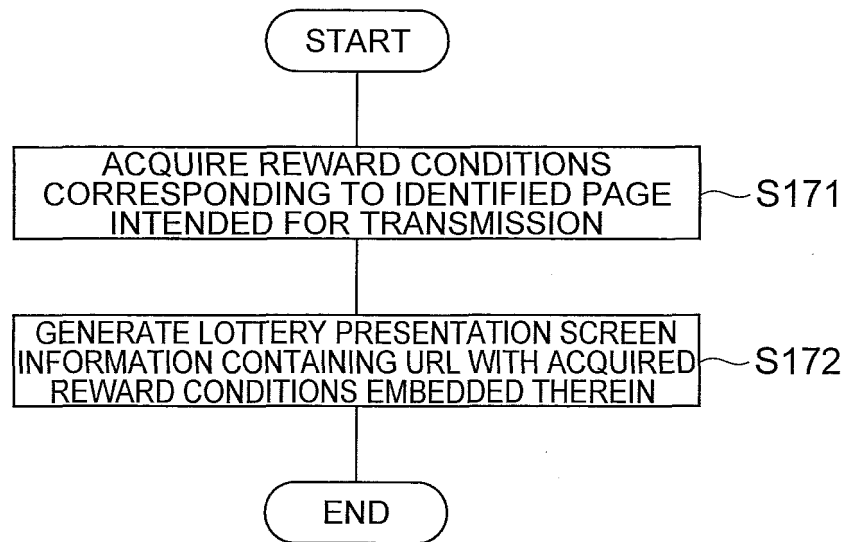 START
ACQUIRE REWARD CONDITIONS
CORRESPONDING TO IDENTIFIED PAGE
INTENDED FOR TRANSMISSION
S171
GENERATE LOTTERY PRESENTATION SCREEN
INFORMATION CONTAINING URL WITH ACQUIRED
REWARD CONDITIONS EMBEDDED THEREIN
S172
END